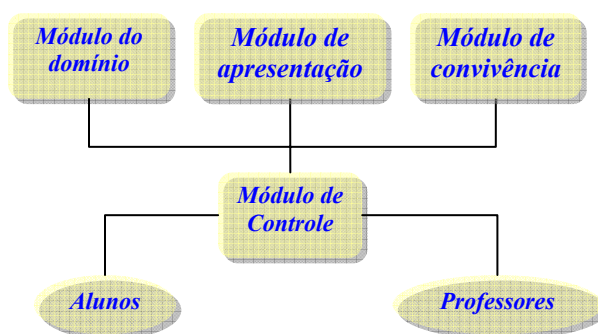 Módulo do
domínio
Módulo de
apresentação
Módulo de
convivência
Módulo de
Controle
Alunos
Professores